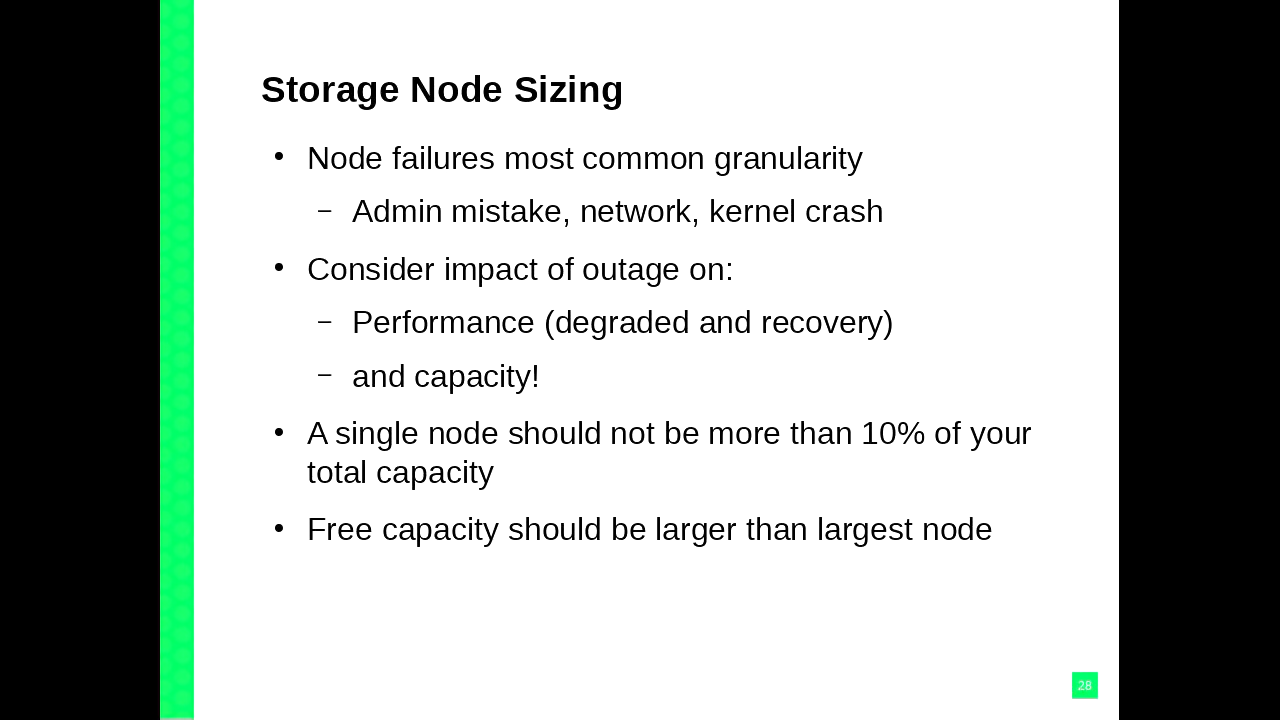 Storage Node Sizing
• Node failures most common granularity
– Admin mistake, network, kernel crash
• Consider impact of outage on:
– Performance (degraded and recovery)
– and capacity!
• A single node should not be more than 10% of your
total capacity
• Free capacity should be larger than largest node
28